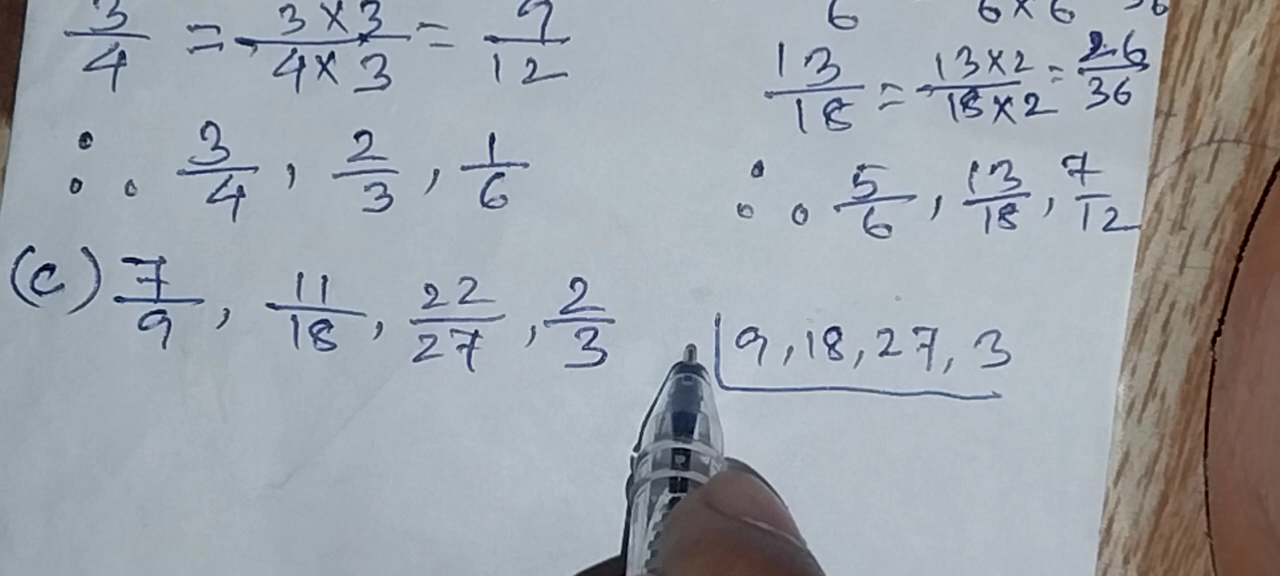 3/4 = 3×3/4×3 = 9/12
∴ 3/4, 2/3, 1/6
13/18 = 13×2/18×2 = 26/36
∴ 5/6, 13/18, 7/12
(c) 7/9, 11/18, 22/27, 2/3
9, 18, 27, 3